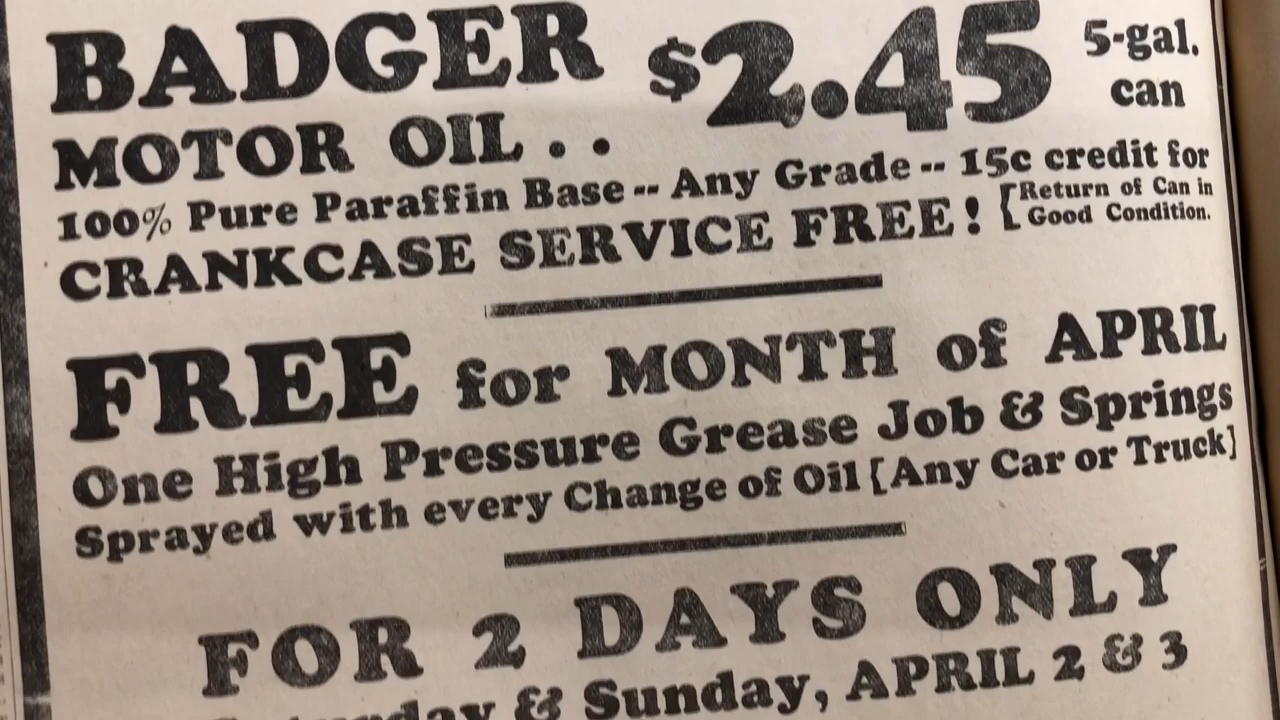 BADGER $2.45 5-gal. can
MOTOR OIL . .
100% Pure Paraffin Base -- Any Grade -- 15c credit for
CRANKCASE SERVICE FREE! [Return of Can in
Good Condition.
FREE for MONTH of APRIL
One High Pressure Grease Job & Springs
Sprayed with every Change of Oil [Any Car or Truck]
FOR 2 DAYS ONLY
& Sunday, APRIL 2 & 3